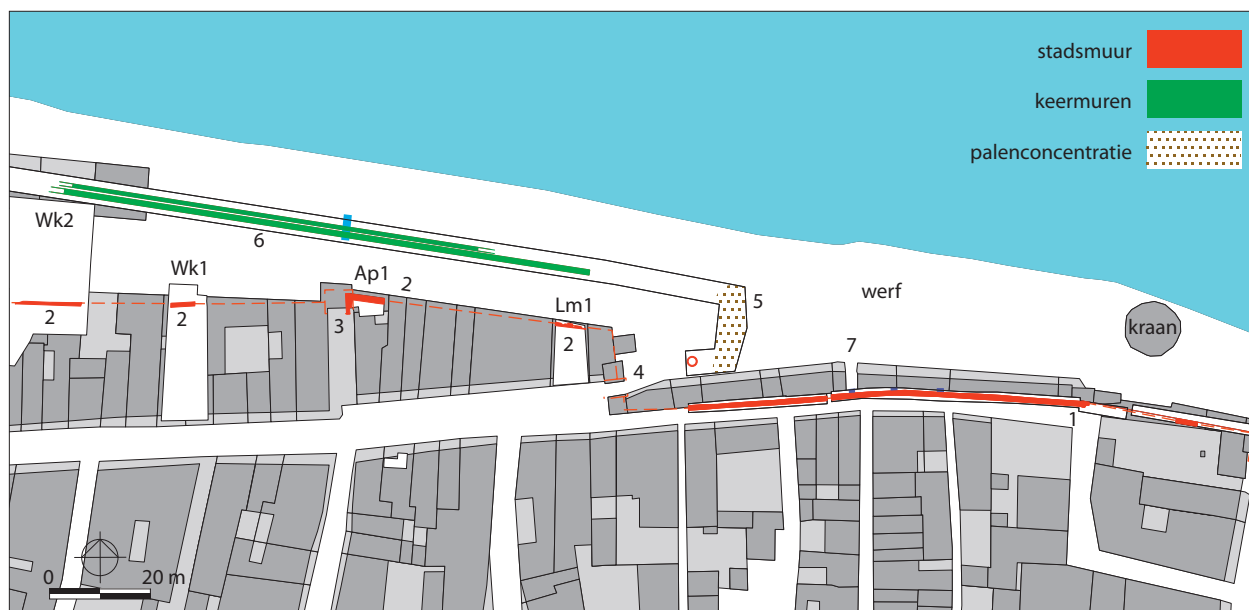 stadsmuur
keermuren
palenconcentratie
Wk2
6
Wk1
Ap1
2
Lm1
5
werf
kraan
2
2
3
2
4
7
1
0 20 m